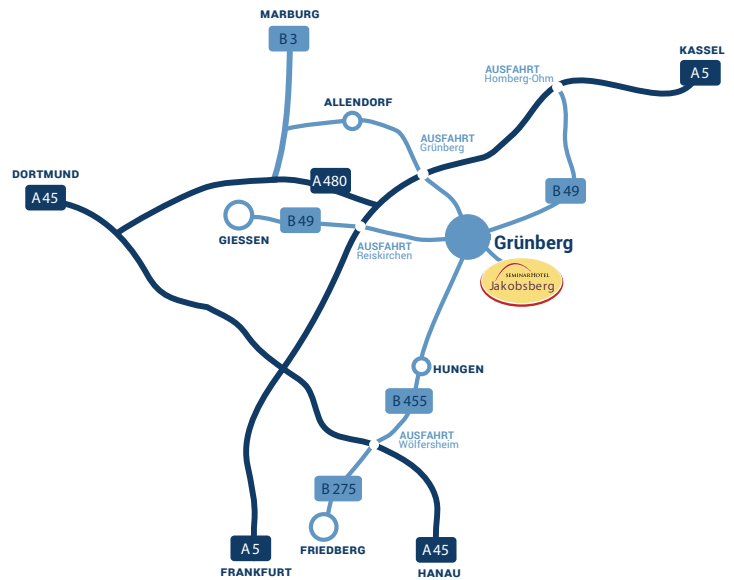 MARBURG
B 3
KASSEL
A 5
AUSFAHRT
Homberg-Ohm
ALLENDORF
AUSFAHRT
Grünberg
DORTMUND
A 45
A 480
B 49
B 49
GIESSEN
AUSFAHRT
Reiskirchen
Grünberg
SEMINARHOTEL
Jakobsberg
HUNGEN
B 455
AUSFAHRT
Wölfersheim
B 275
FRIEDBERG
A 5
FRANKFURT
A 45
HANAU